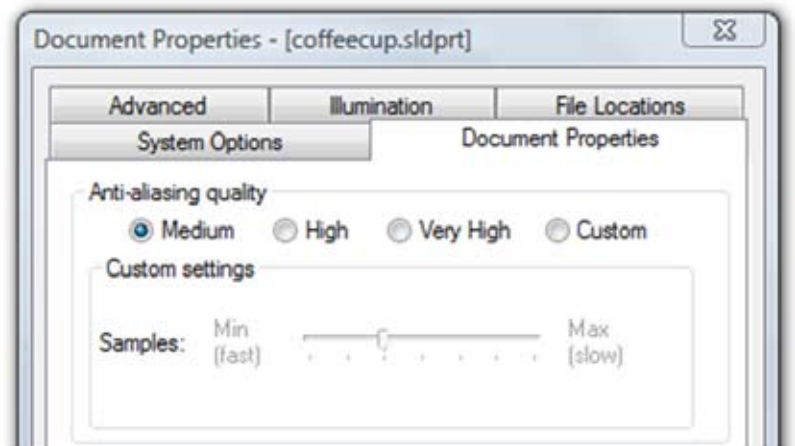 Document Properties - [coffeecup.sldprt]
Advanced Illumination File Locations
System Options Document Properties
Anti-aliasing quality
Medium High Very High Custom
Custom settings
Samples: Min (fast) Max (slow)